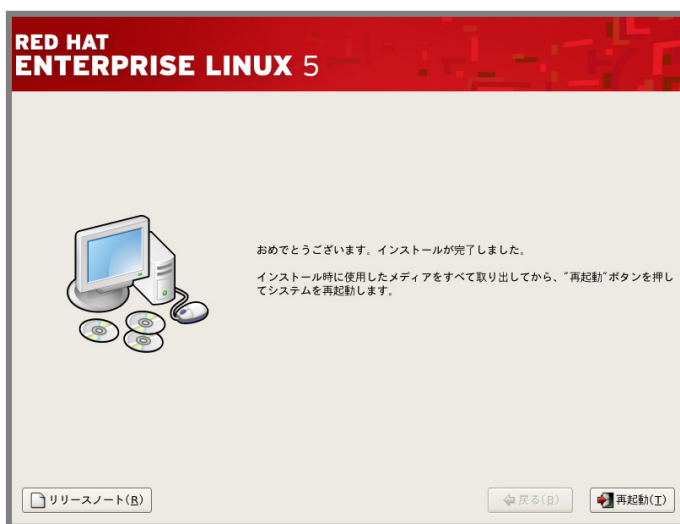 RED HAT
ENTERPRISE LINUX 5
おめでとうございます。インストールが完了しました。
インストール時に使用したメディアをすべて取り出してから、"再起動"ボタンを押し
てシステムを再起動します。
リリースノート(R)
戻る(B)
再起動(T)